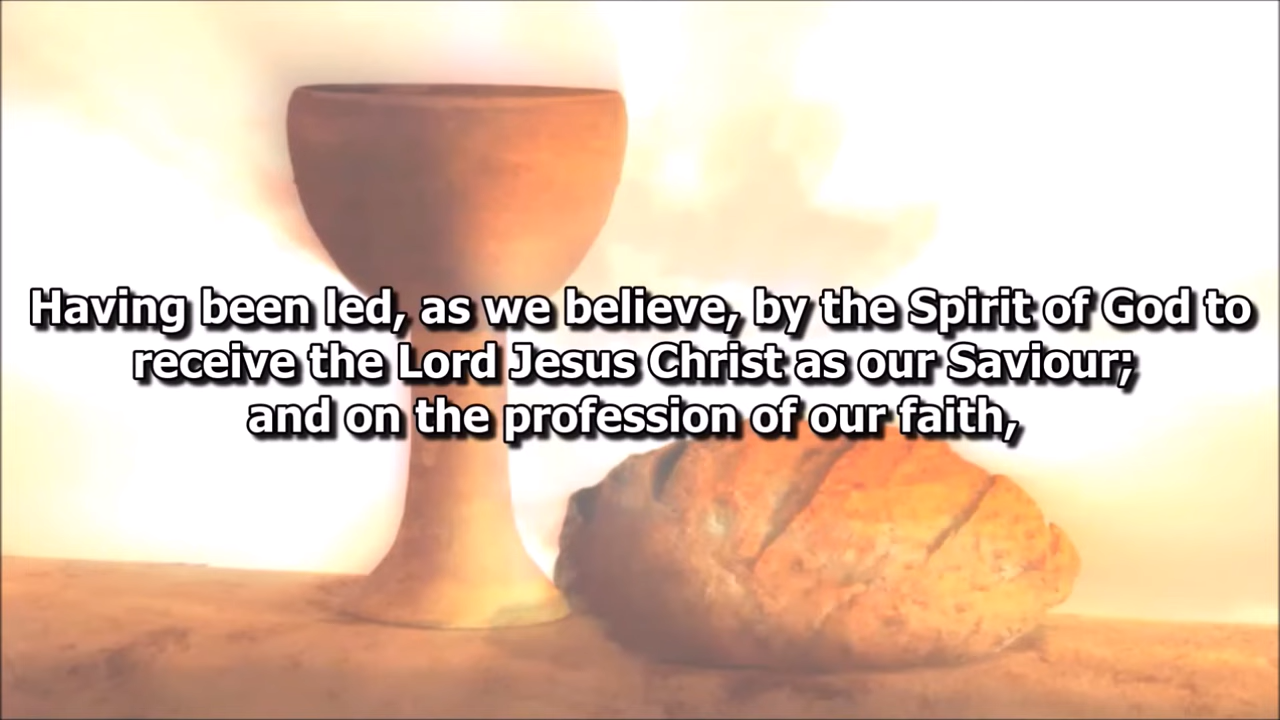 Having been led, as we believe, by the Spirit of God to
receive the Lord Jesus Christ as our Saviour;
and on the profession of our faith,